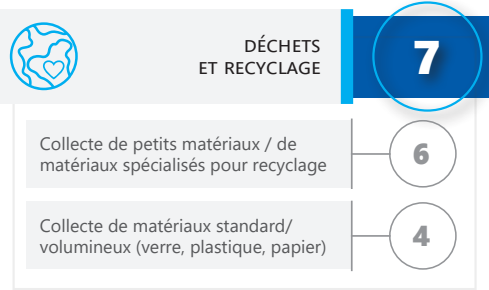 DÉCHETS
ET RECYCLAGE
7
Collecte de petits matériaux / de
matériaux spécialisés pour recyclage
6
Collecte de matériaux standard/
volumineux (verre, plastique, papier)
4